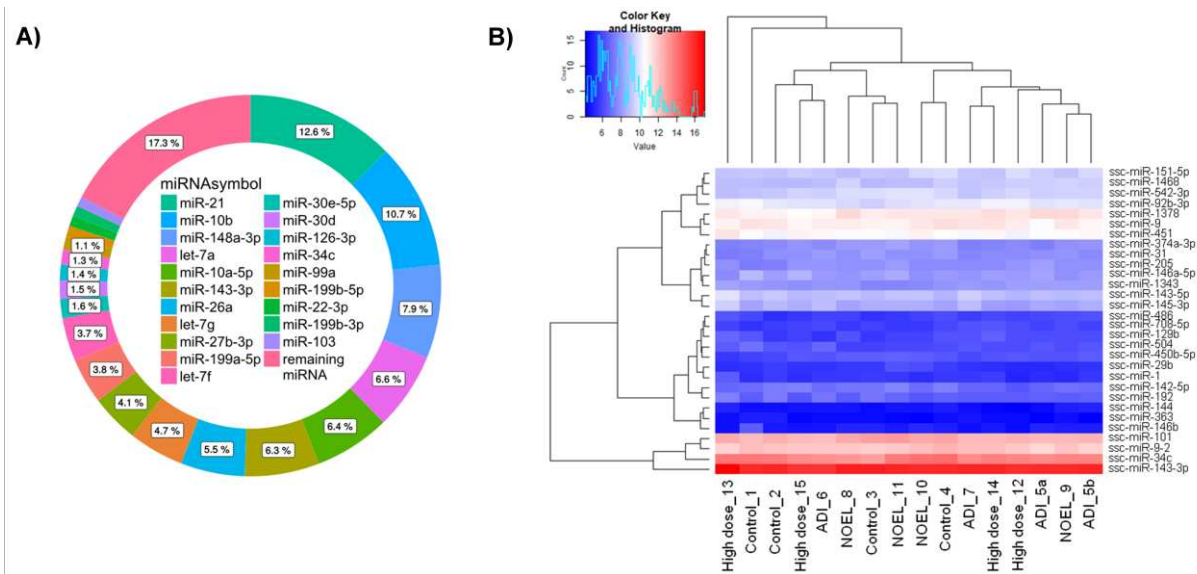 A)
17.3 %
12.6 %
10.7 %
7.9 %
6.6 %
6.4 %
6.3 %
5.5 %
4.7 %
4.1 %
3.8 %
3.7 %
1.6 %
1.5 %
1.4 %
1.3 %
1.1 %
miRNAsymbol
miR-21
miR-10b
miR-148a-3p
let-7a
miR-10a-5p
miR-143-3p
miR-26a
let-7g
miR-27b-3p
miR-199a-5p
let-7f
miR-30e-5p
miR-30d
miR-126-3p
miR-34c
miR-99a
miR-199b-5p
miR-22-3p
miR-199b-3p
miR-103
remaining
miRNA
B)
Color Key
and Histogram
Count
0 5 10 15
6 8 10 12 14 16
Value
ssc-miR-151-5p
ssc-miR-1468
ssc-miR-542-3p
ssc-miR-92b-3p
ssc-miR-1378
ssc-miR-9
ssc-miR-451
ssc-miR-374a-3p
ssc-miR-31
ssc-miR-205
ssc-miR-146a-5p
ssc-miR-1343
ssc-miR-143-5p
ssc-miR-145-3p
ssc-miR-486
ssc-miR-708-5p
ssc-miR-129b
ssc-miR-504
ssc-miR-450b-5p
ssc-miR-29b
ssc-miR-1
ssc-miR-142-5p
ssc-miR-192
ssc-miR-144
ssc-miR-363
ssc-miR-146b
ssc-miR-101
ssc-miR-9-2
ssc-miR-34c
ssc-miR-143-3p
High dose_13
Control_1
Control_2
High dose_15
ADI_6
NOEL_8
Control_3
NOEL_11
NOEL_10
Control_4
ADI_7
High dose_14
High dose_12
ADI_5a
NOEL_9
ADI_5b